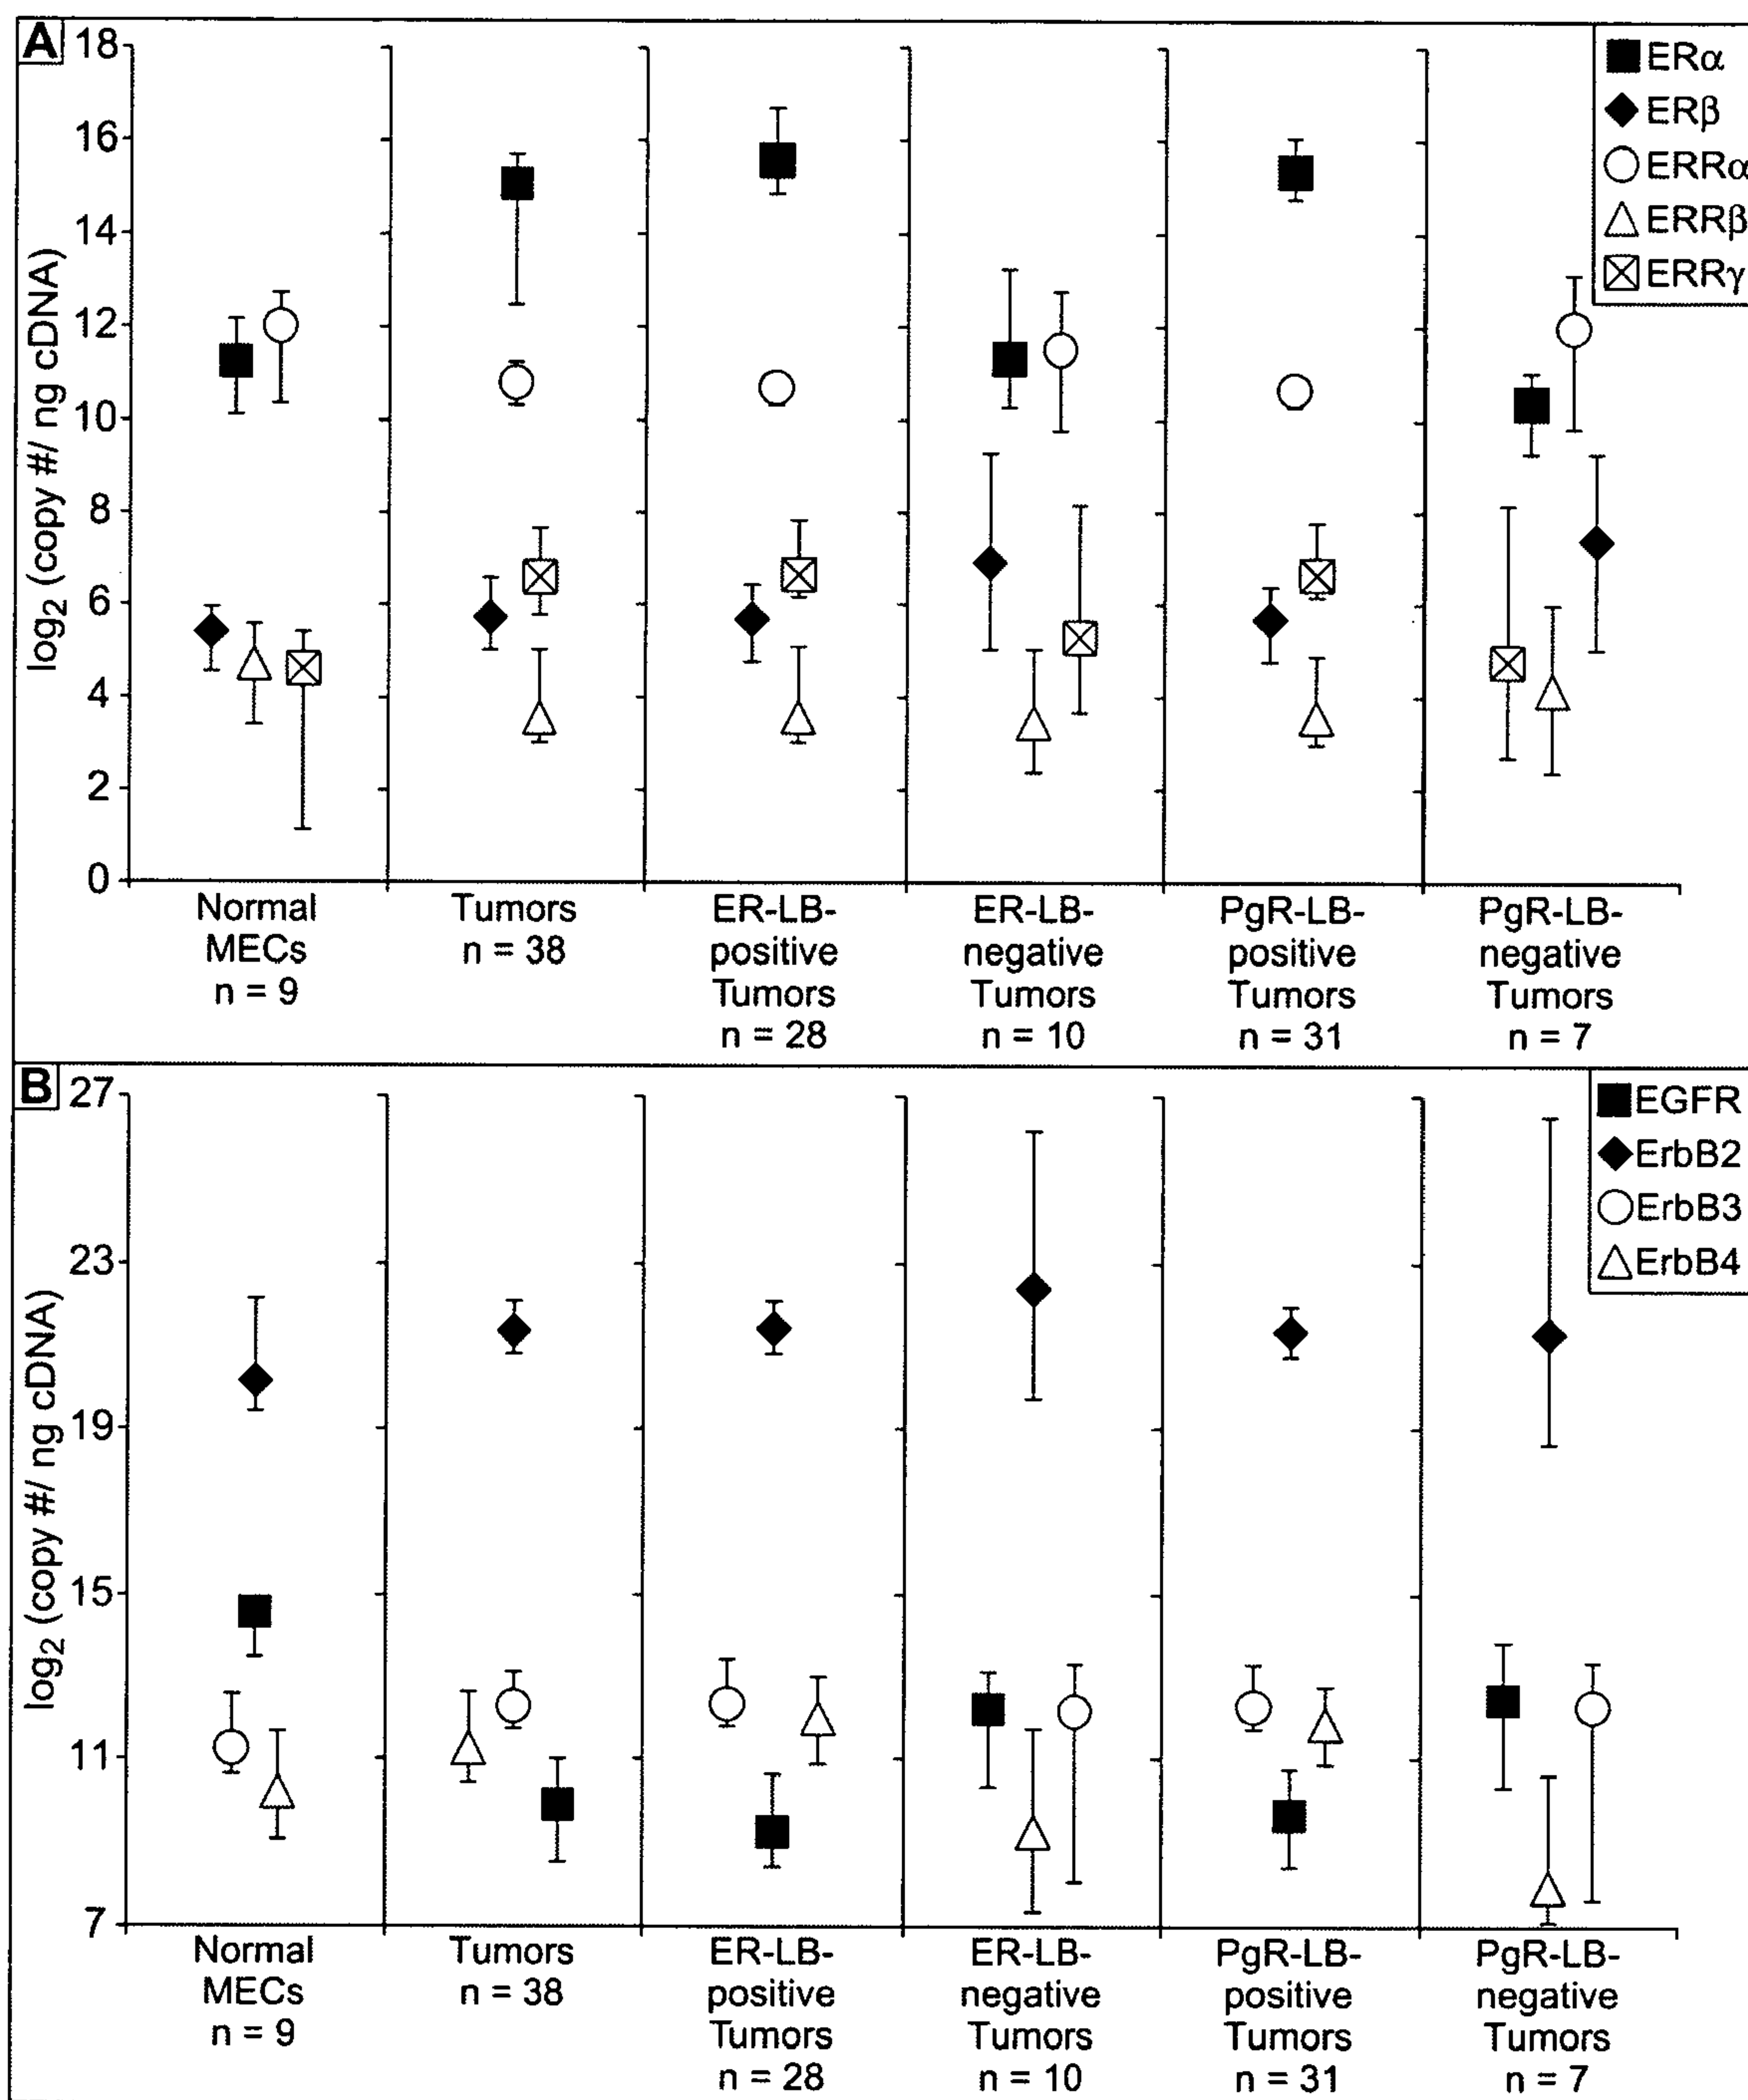 A
18
16
14
12
10
8
6
4
2
0
log₂ (copy #/ ng cDNA)
ERα
ERβ
ERRα
ERRβ
ERRγ
Normal
MECs
n = 9
Tumors
n = 38
ER-LB-
positive
Tumors
n = 28
ER-LB-
negative
Tumors
n = 10
PgR-LB-
positive
Tumors
n = 31
PgR-LB-
negative
Tumors
n = 7
B
27
23
19
15
11
7
log₂ (copy #/ ng cDNA)
EGFR
ErbB2
ErbB3
ErbB4
Normal
MECs
n = 9
Tumors
n = 38
ER-LB-
positive
Tumors
n = 28
ER-LB-
negative
Tumors
n = 10
PgR-LB-
positive
Tumors
n = 31
PgR-LB-
negative
Tumors
n = 7